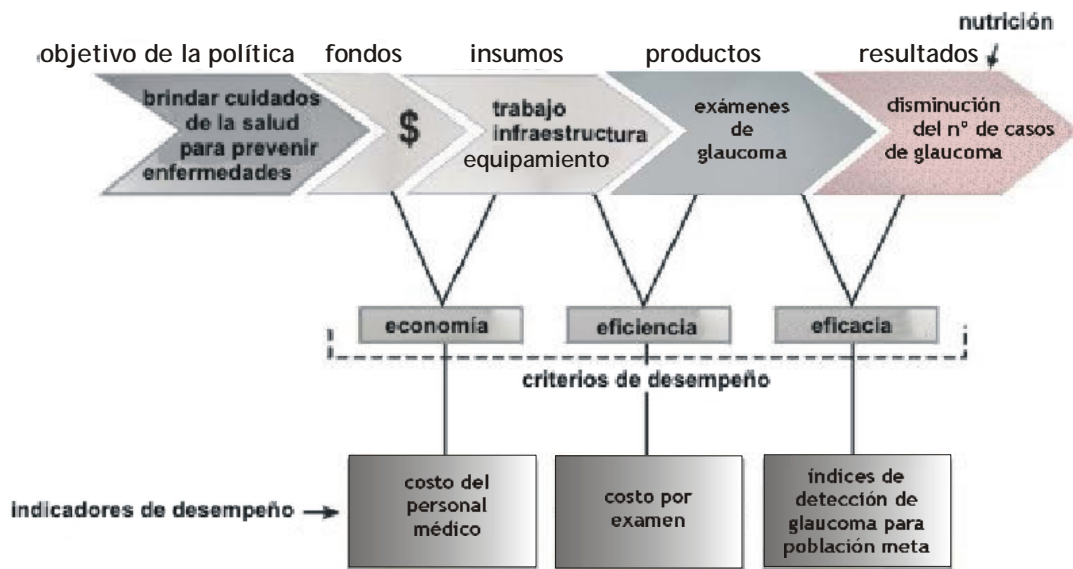 nutrición
objetivo de la política
fondos
insumos
productos
resultados
brindar cuidados
de la salud
para prevenir
enfermedades
$
trabajo
infraestructura
equipamiento
exámenes
de
glaucoma
disminución
del nº de casos
de glaucoma
economía
eficiencia
eficacia
criterios de desempeño
indicadores de desempeño
costo del
personal
médico
costo por
examen
índices de
detección de
glaucoma para
población meta